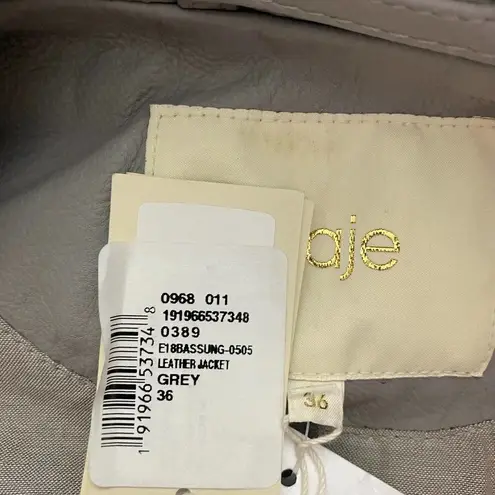 aje
36
0968 011
191966537348
0389
E18BASSUNG-0505
LEATHER JACKET
GREY
36
1 91966 53734 8